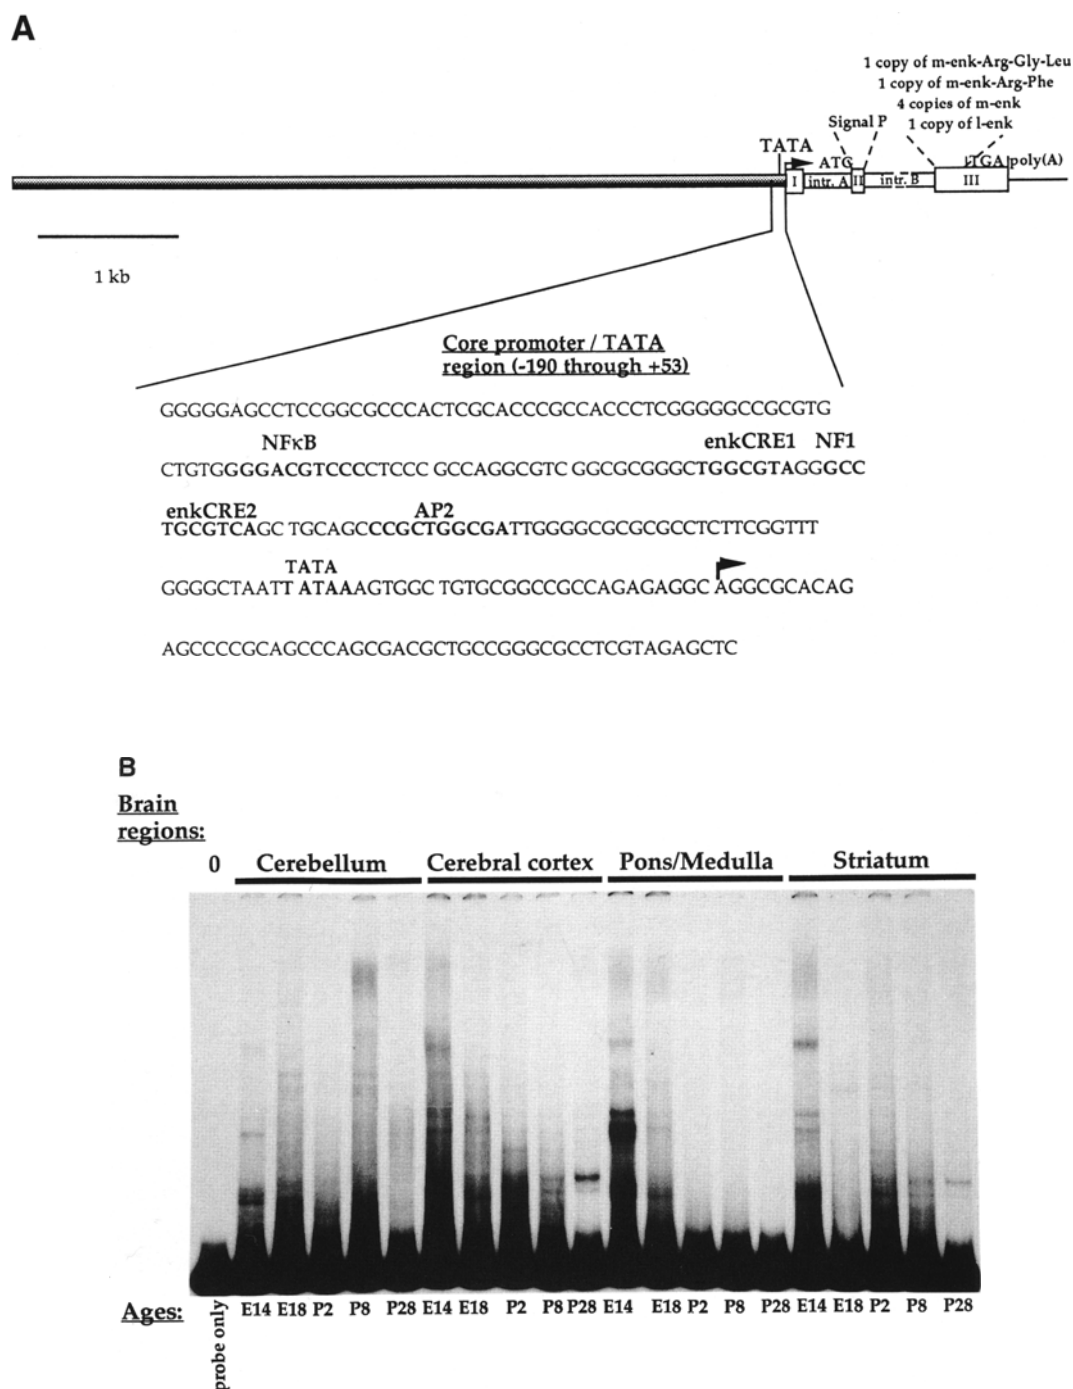 A
1 copy of m-enk-Arg-Gly-Leu
1 copy of m-enk-Arg-Phe
4 copies of m-enk
Signal P
1 copy of l-enk
TATA
ATG
TGA
poly(A)
I
intr. A
II
intr. B
III
1 kb
Core promoter / TATA
region (-190 through +53)
GGGGGAGCCTCCGGCGCCCACTCGCACCCGCCACCCTCGGGGGCCGCGTG
NFκB enkCRE1 NF1
CTGTGGGGACGTCCCCTCCC GCCAGGCGTC GGCGCGGGCTGGCGTAGGGCC
enkCRE2 AP2
TGCGTCAGC TGCAGCCCGCTGGCGATTGGGGCGCGCGCCTCTTCGGTTT
TATA
GGGGCTAATTTATAAAGTGGC TGTGCGGCCGCCAGAGAGGC AGGCGCACAG
AGCCCCGCAGCCCAGCGACGCTGCCGGGCGCCTCGTAGAGCTC
B
Brain
regions:
0 Cerebellum Cerebral cortex Pons/Medulla Striatum
Ages: probe only E14 E18 P2 P8 P28 E14 E18 P2 P8 P28 E14 E18 P2 P8 P28 E14 E18 P2 P8 P28